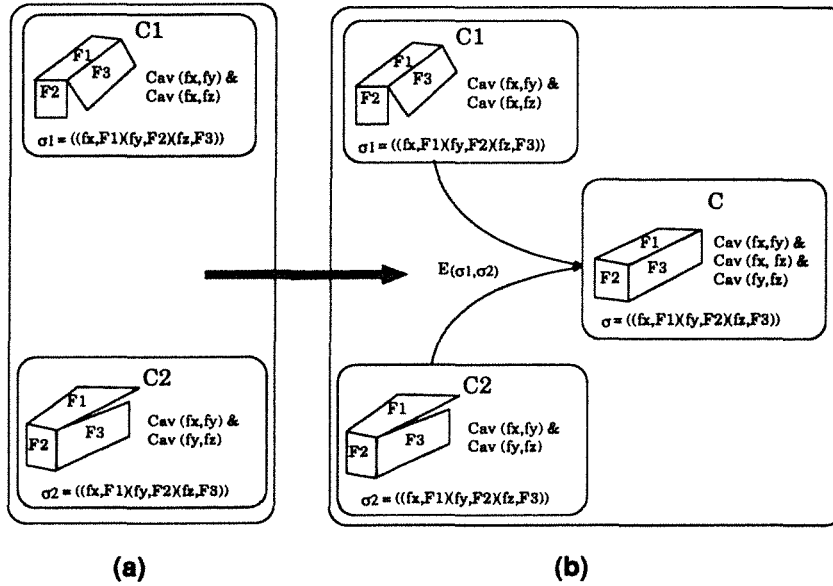 C1
F1
F2
F3
Cav (fx,fy) &
Cav (fx,fz)
σ1 = ((fx,F1)(fy,F2)(fz,F3))
C2
F1
F2
F3
Cav (fx,fy) &
Cav (fy,fz)
σ2 = ((fx,F1)(fy,F2)(fz,F3))
(a)
C1
F1
F2
F3
Cav (fx,fy) &
Cav (fx,fz)
σ1 = ((fx,F1)(fy,F2)(fz,F3))
E(σ1,σ2)
C
F1
F2
F3
Cav (fx,fy) &
Cav (fx, fz) &
Cav (fy,fz)
σ = ((fx,F1)(fy,F2)(fz,F3))
C2
F1
F2
F3
Cav (fx,fy) &
Cav (fy,fz)
σ2 = ((fx,F1)(fy,F2)(fz,F3))
(b)